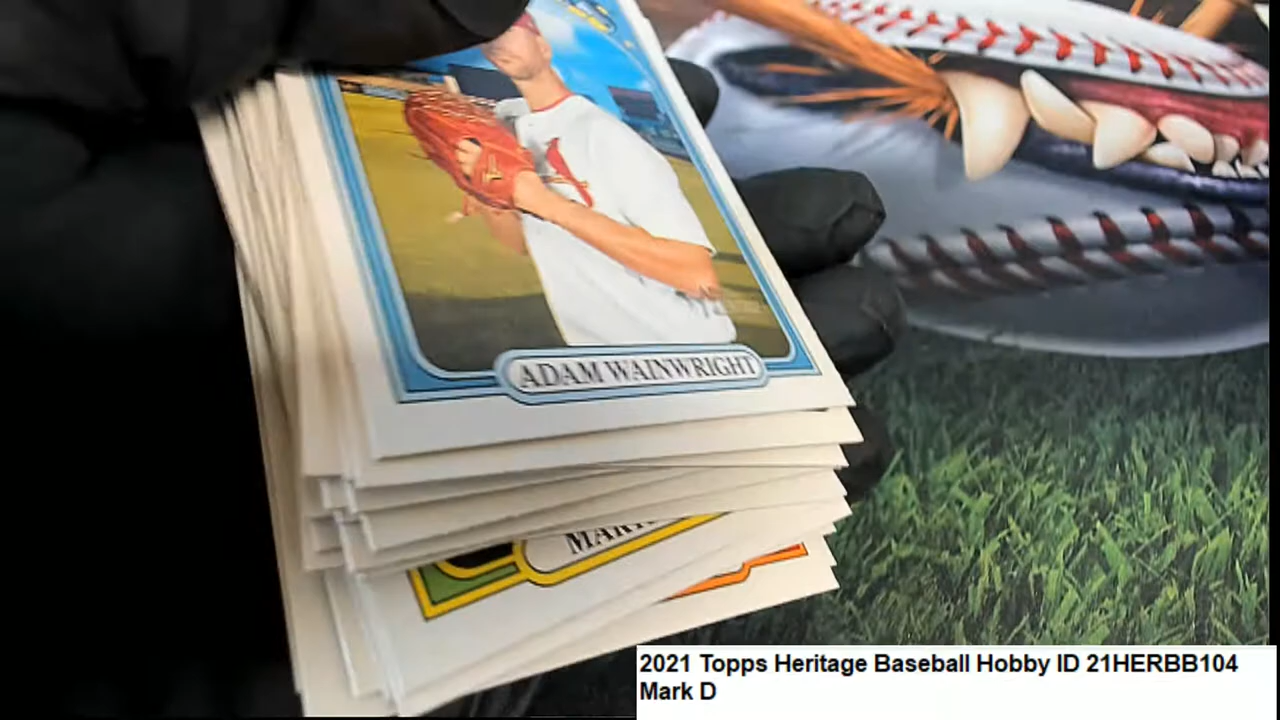 ADAM WAINWRIGHT
2021 Topps Heritage Baseball Hobby ID 21HERBB104
Mark D